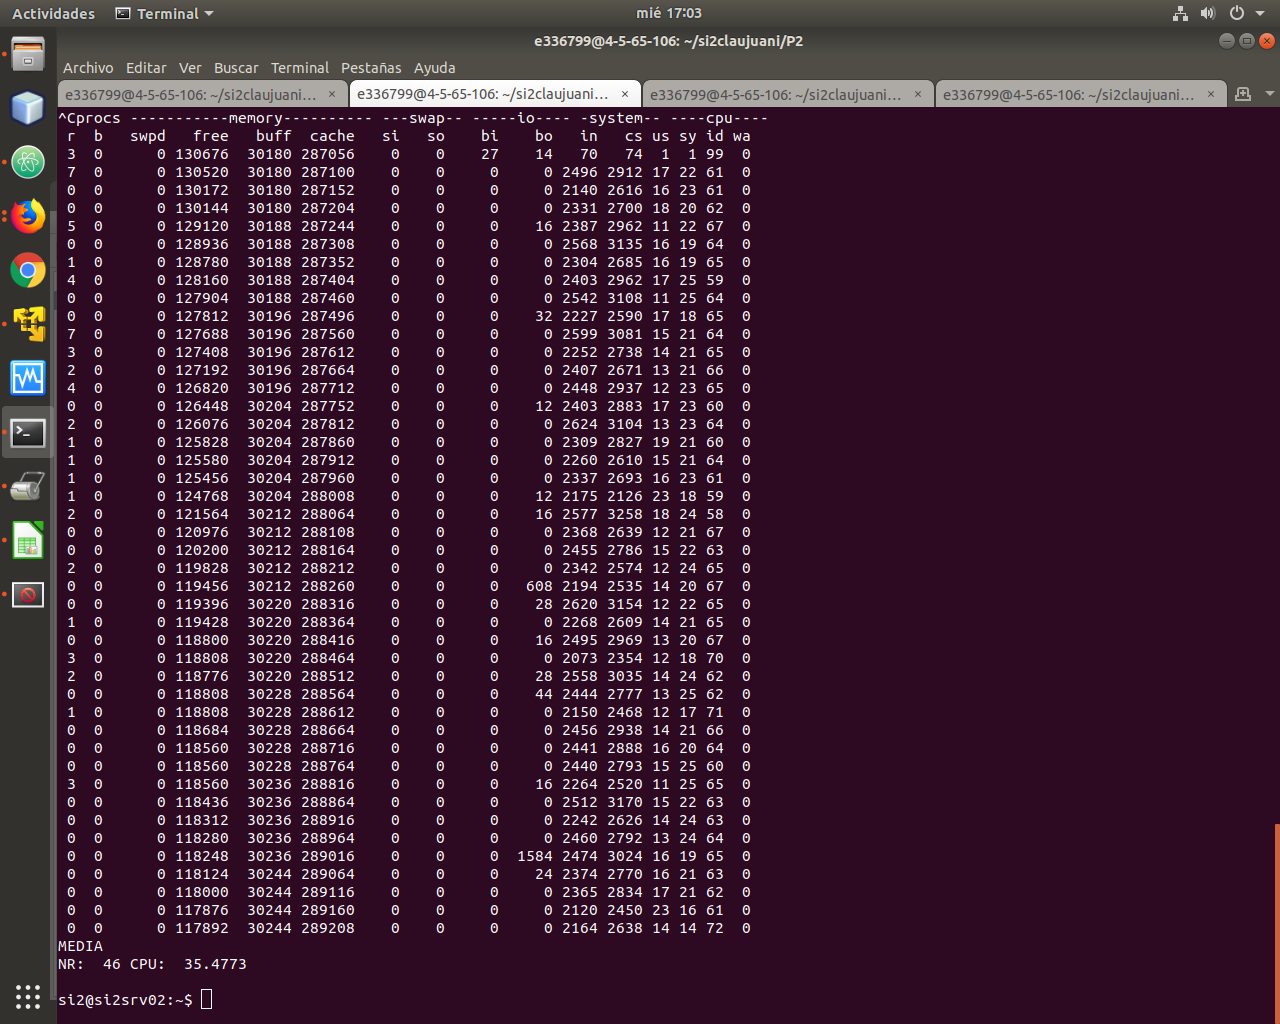 Actividades Terminal mié 17:03
e336799@4-5-65-106: ~/si2claujuani/P2
Archivo Editar Ver Buscar Terminal Pestañas Ayuda
e336799@4-5-65-106: ~/si2claujuani... × e336799@4-5-65-106: ~/si2claujuani... × e336799@4-5-65-106: ~/si2claujuani... × e336799@4-5-65-106: ~/si2claujuani... ×
^Cprocs -----------memory---------- ---swap-- -----io---- -system-- ----cpu----
r b swpd free buff cache si so bi bo in cs us sy id wa
3 0 0 130676 30180 287056 0 0 27 14 70 74 1 1 99 0
7 0 0 130520 30180 287100 0 0 0 0 2496 2912 17 22 61 0
0 0 0 130172 30180 287152 0 0 0 0 2140 2616 16 23 61 0
0 0 0 130144 30180 287204 0 0 0 0 2331 2700 18 20 62 0
5 0 0 129120 30188 287244 0 0 0 16 2387 2962 11 22 67 0
0 0 0 128936 30188 287308 0 0 0 0 2568 3135 16 19 64 0
1 0 0 128780 30188 287352 0 0 0 0 2304 2685 16 19 65 0
4 0 0 128160 30188 287404 0 0 0 0 2403 2962 17 25 59 0
0 0 0 127904 30188 287460 0 0 0 0 2542 3108 11 25 64 0
0 0 0 127812 30196 287496 0 0 0 32 2227 2590 17 18 65 0
7 0 0 127688 30196 287560 0 0 0 0 2599 3081 15 21 64 0
3 0 0 127408 30196 287612 0 0 0 0 2252 2738 14 21 65 0
2 0 0 127192 30196 287664 0 0 0 0 2407 2671 13 21 66 0
4 0 0 126820 30196 287712 0 0 0 0 2448 2937 12 23 65 0
0 0 0 126448 30204 287752 0 0 0 12 2403 2883 17 23 60 0
2 0 0 126076 30204 287812 0 0 0 0 2624 3104 13 23 64 0
1 0 0 125828 30204 287860 0 0 0 0 2309 2827 19 21 60 0
1 0 0 125580 30204 287912 0 0 0 0 2260 2610 15 21 64 0
1 0 0 125456 30204 287960 0 0 0 0 2337 2693 16 23 61 0
1 0 0 124768 30204 288008 0 0 0 12 2175 2126 23 18 59 0
2 0 0 121564 30212 288064 0 0 0 16 2577 3258 18 24 58 0
0 0 0 120976 30212 288108 0 0 0 0 2368 2639 12 21 67 0
0 0 0 120200 30212 288164 0 0 0 0 2455 2786 15 22 63 0
2 0 0 119828 30212 288212 0 0 0 0 2342 2574 12 24 65 0
0 0 0 119456 30212 288260 0 0 0 608 2194 2535 14 20 67 0
0 0 0 119396 30220 288316 0 0 0 28 2620 3154 12 22 65 0
1 0 0 119428 30220 288364 0 0 0 0 2268 2609 14 21 65 0
0 0 0 118800 30220 288416 0 0 0 16 2495 2969 13 20 67 0
3 0 0 118808 30220 288464 0 0 0 0 2073 2354 12 18 70 0
2 0 0 118776 30220 288512 0 0 0 28 2558 3035 14 24 62 0
0 0 0 118808 30228 288564 0 0 0 44 2444 2777 13 25 62 0
1 0 0 118808 30228 288612 0 0 0 0 2150 2468 12 17 71 0
0 0 0 118684 30228 288664 0 0 0 0 2456 2938 14 21 66 0
0 0 0 118560 30228 288716 0 0 0 0 2441 2888 16 20 64 0
0 0 0 118560 30228 288764 0 0 0 0 2440 2793 15 25 60 0
3 0 0 118560 30236 288816 0 0 0 16 2264 2520 11 25 65 0
0 0 0 118436 30236 288864 0 0 0 0 2512 3170 15 22 63 0
0 0 0 118312 30236 288916 0 0 0 0 2242 2626 14 24 63 0
0 0 0 118280 30236 288964 0 0 0 0 2460 2792 13 24 64 0
0 0 0 118248 30236 289016 0 0 0 1584 2474 3024 16 19 65 0
0 0 0 118124 30244 289064 0 0 0 24 2374 2770 16 21 63 0
0 0 0 118000 30244 289116 0 0 0 0 2365 2834 17 21 62 0
0 0 0 117876 30244 289160 0 0 0 0 2120 2450 23 16 61 0
0 0 0 117892 30244 289208 0 0 0 0 2164 2638 14 14 72 0
MEDIA
NR: 46 CPU: 35.4773
si2@si2srv02:~$